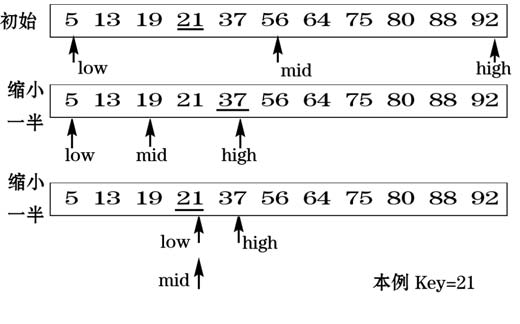 初始 5 13 19 21 37 56 64 75 80 88 92
low mid high
缩小
一半 5 13 19 21 37 56 64 75 80 88 92
low mid high
缩小
一半 5 13 19 21 37 56 64 75 80 88 92
low high
mid
本例 Key=21